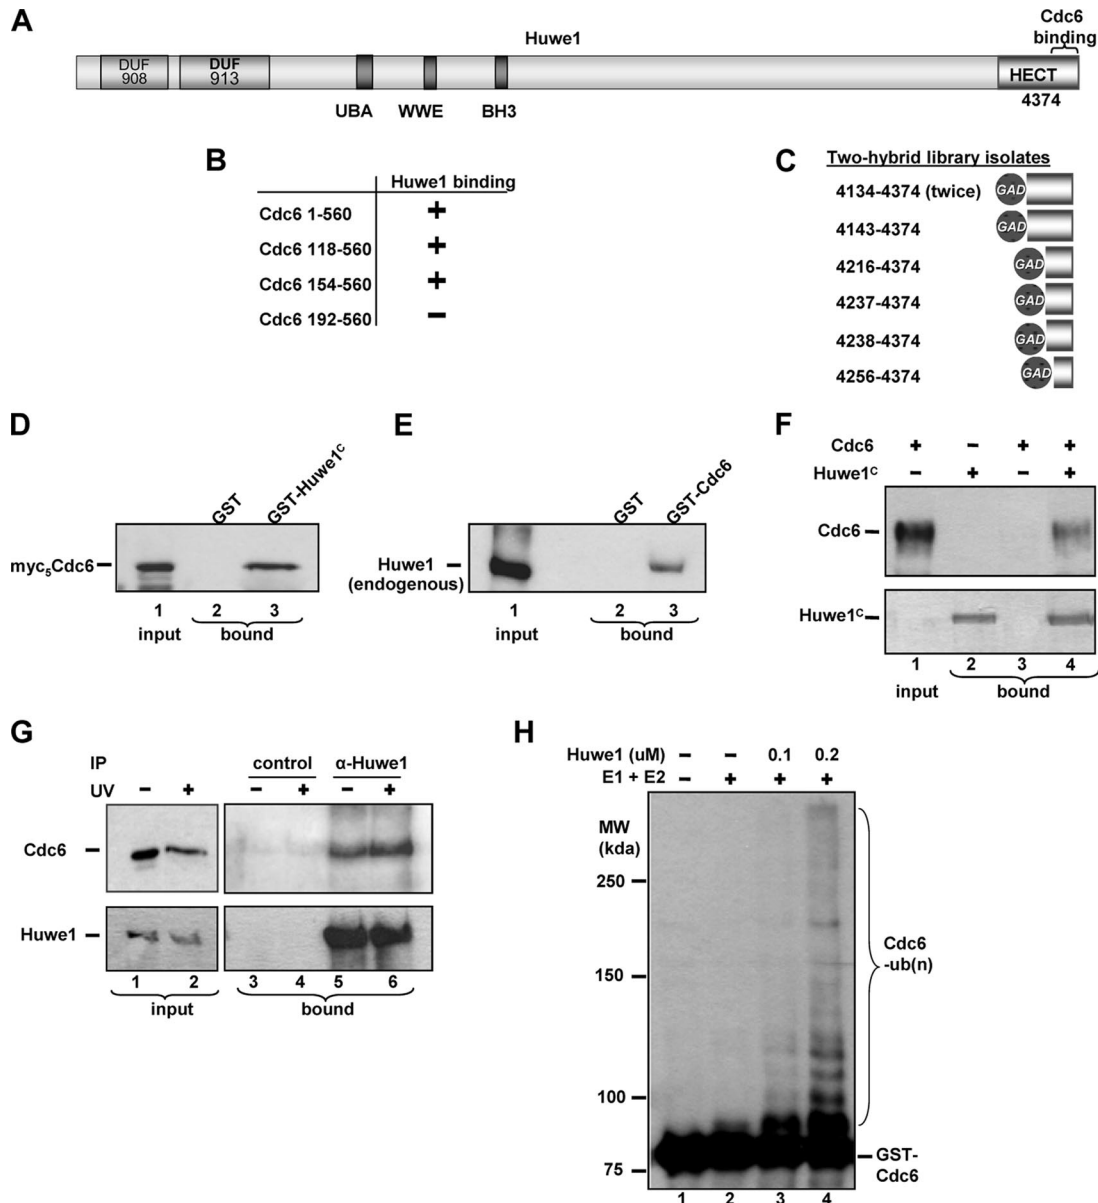 A
Huwe1
Cdc6
binding
DUF
908
DUF
913
HECT
4374
UBA
WWE
BH3
B
Huwe1 binding
Cdc6 1-560 +
Cdc6 118-560 +
Cdc6 154-560 +
Cdc6 192-560 −
C
Two-hybrid library isolates
4134-4374 (twice) GAD
4143-4374 GAD
4216-4374 GAD
4237-4374 GAD
4238-4374 GAD
4256-4374 GAD
D
GST GST-Huwe1ᶜ
myc₅Cdc6
1 2 3
input bound
E
GST GST-Cdc6
Huwe1
(endogenous)
1 2 3
input bound
F
Cdc6 + − + +
Huwe1ᶜ − + − +
Cdc6
Huwe1ᶜ
1 2 3 4
input bound
G
IP control α-Huwe1
UV − + − + − +
Cdc6
Huwe1
1 2 3 4 5 6
input bound
H
Huwe1 (uM) − − 0.1 0.2
E1 + E2 − + + +
MW
(kda)
250
150
100
75
Cdc6
-ub(n)
GST-
Cdc6
1 2 3 4